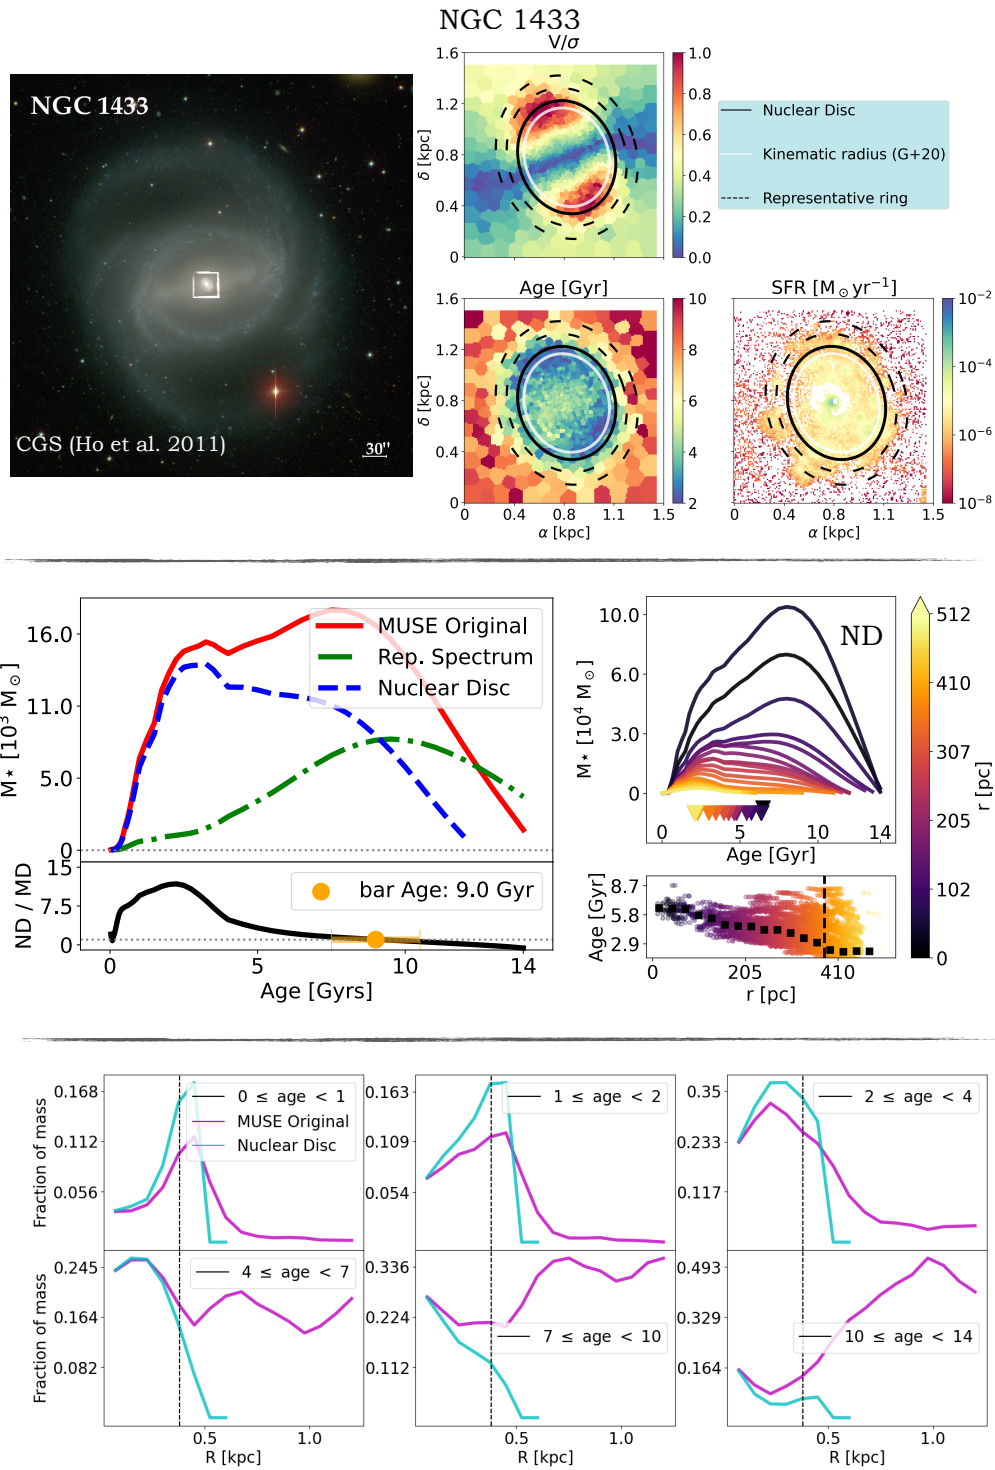 NGC 1433
V/σ
NGC 1433
CGS (Ho et al. 2011)
30"
1.6
1.2
0.8
0.4
0
δ [kpc]
1.0
0.8
0.6
0.4
0.2
0.0
Nuclear Disc
Kinematic radius (G+20)
Representative ring
Age [Gyr]
1.6
1.2
0.8
0.4
0
δ [kpc]
0 0.4 0.8 1.1 1.5
α [kpc]
10
8
6
4
2
SFR [M⊙yr⁻¹]
0 0.4 0.8 1.1 1.5
α [kpc]
10⁻²
10⁻⁴
10⁻⁶
10⁻⁸
M⋆ [10³ M⊙]
16.0
11.0
5.0
0
MUSE Original
Rep. Spectrum
Nuclear Disc
ND / MD
15
7.5
0
bar Age: 9.0 Gyr
0 5 10 14
Age [Gyrs]
M⋆ [10⁴ M⊙]
10.0
6.0
3.0
0
ND
0 5 10 14
Age [Gyr]
Age [Gyr]
8.7
5.8
2.9
0 205 410
r [pc]
512
410
307
205
102
0
r [pc]
Fraction of mass
0.168
0.112
0.056
0 ≤ age < 1
MUSE Original
Nuclear Disc
0.163
0.109
0.054
1 ≤ age < 2
0.35
0.233
0.117
2 ≤ age < 4
Fraction of mass
0.245
0.164
0.082
4 ≤ age < 7
0.5 1.0
R [kpc]
0.336
0.224
0.112
7 ≤ age < 10
0.5 1.0
R [kpc]
0.493
0.329
0.164
10 ≤ age < 14
0.5 1.0
R [kpc]